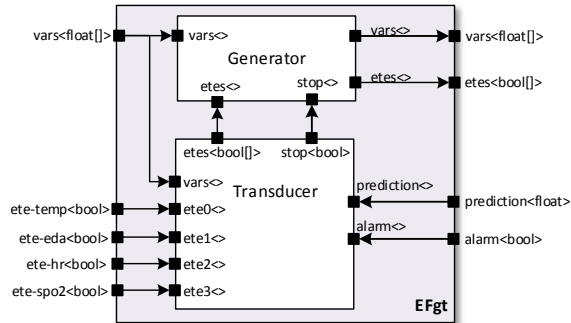 vars<float[]>
vars<>
vars<>
vars<float[]>
Generator
etes<>
etes<bool[]>
etes<>
stop<>
etes<bool[]>
stop<bool>
vars<>
Transducer
prediction<>
prediction<float>
ete-temp<bool>
ete0<>
ete-eda<bool>
ete1<>
alarm<>
alarm<bool>
ete-hr<bool>
ete2<>
ete-spo2<bool>
ete3<>
EFgt